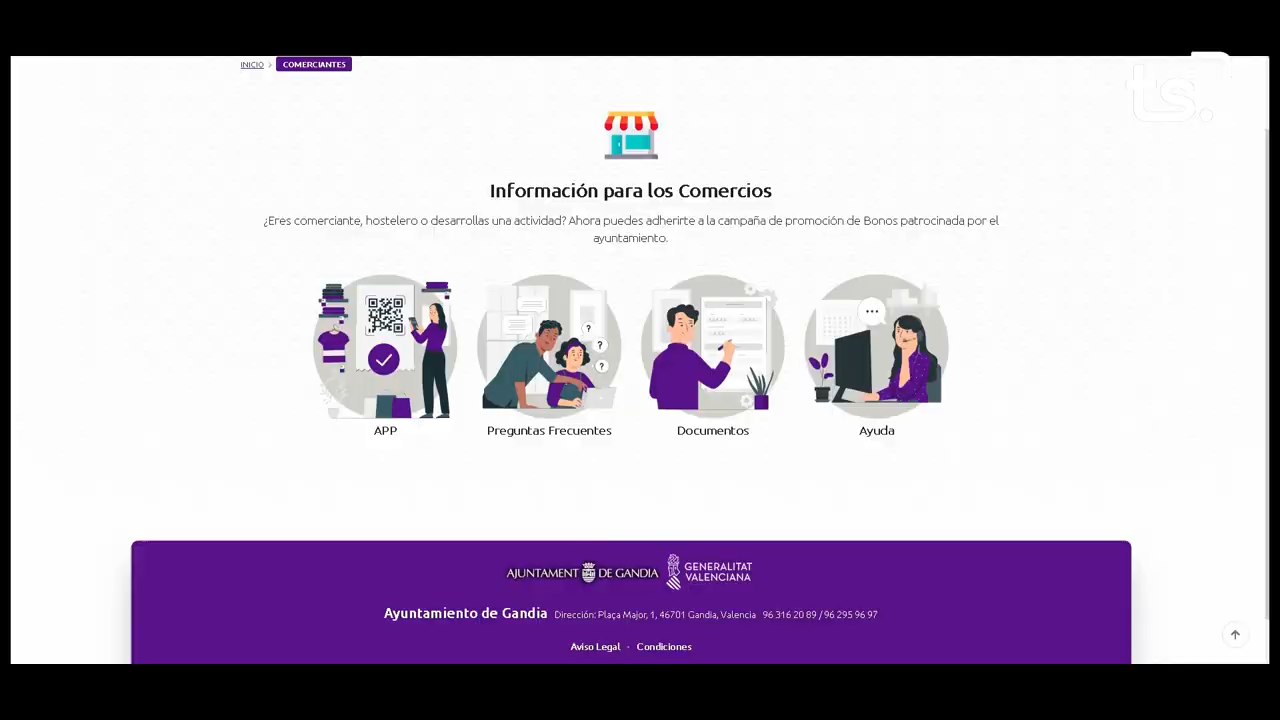 INICIO > COMERCIANTES
ts.
Información para los Comercios
¿Eres comerciante, hostelero o desarrollas una actividad? Ahora puedes adherirte a la campaña de promoción de Bonos patrocinada por el
ayuntamiento.
? ? ?
APP
Preguntas Frecuentes
Documentos
Ayuda
AJUNTAMENT DE GANDIA
GENERALITAT
VALENCIANA
Ayuntamiento de Gandia Dirección: Plaça Major, 1, 46701 Gandia, Valencia 96 316 20 89 / 96 295 96 97
Aviso Legal · Condiciones